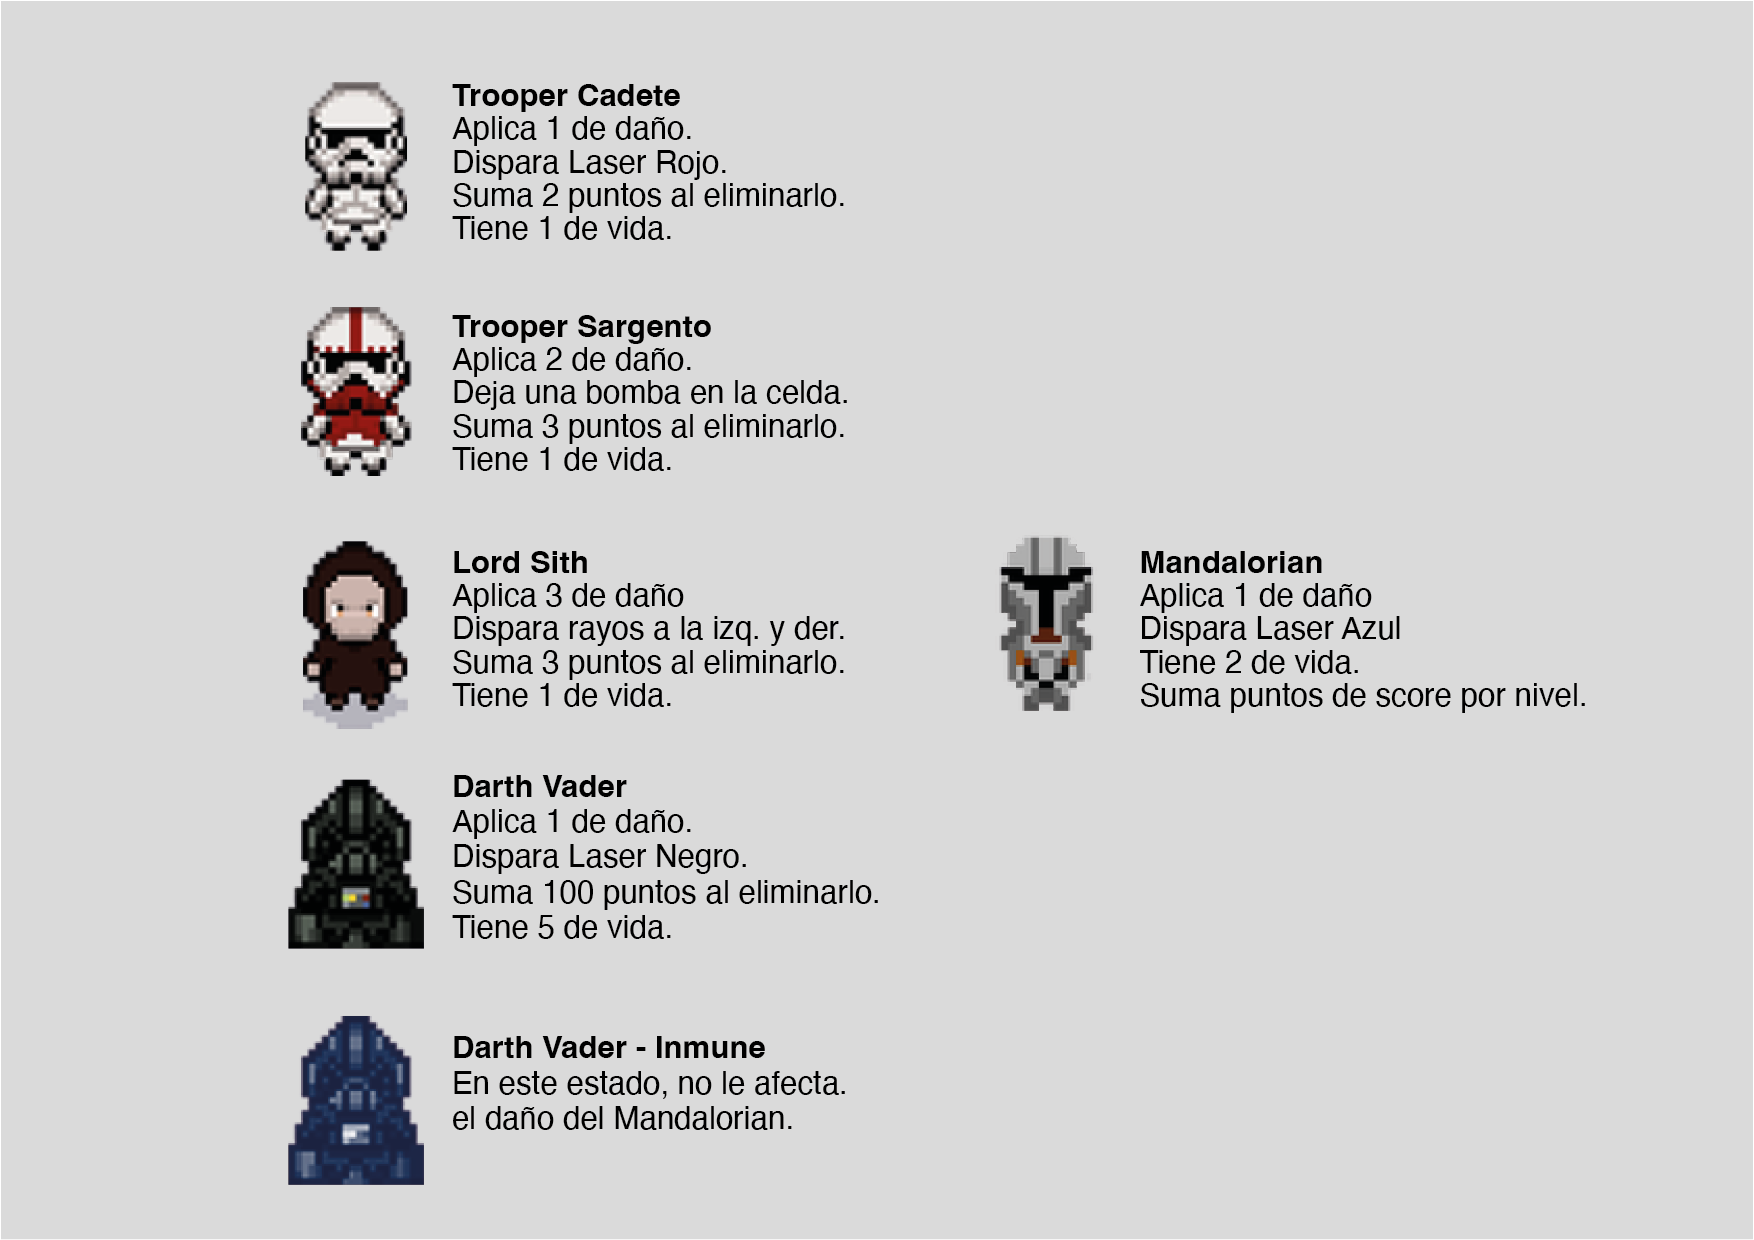 Trooper Cadete
Aplica 1 de daño.
Dispara Laser Rojo.
Suma 2 puntos al eliminarlo.
Tiene 1 de vida.
Trooper Sargento
Aplica 2 de daño.
Deja una bomba en la celda.
Suma 3 puntos al eliminarlo.
Tiene 1 de vida.
Lord Sith
Aplica 3 de daño
Dispara rayos a la izq. y der.
Suma 3 puntos al eliminarlo.
Tiene 1 de vida.
Mandalorian
Aplica 1 de daño
Dispara Laser Azul
Tiene 2 de vida.
Suma puntos de score por nivel.
Darth Vader
Aplica 1 de daño.
Dispara Laser Negro.
Suma 100 puntos al eliminarlo.
Tiene 5 de vida.
Darth Vader - Inmune
En este estado, no le afecta.
el daño del Mandalorian.